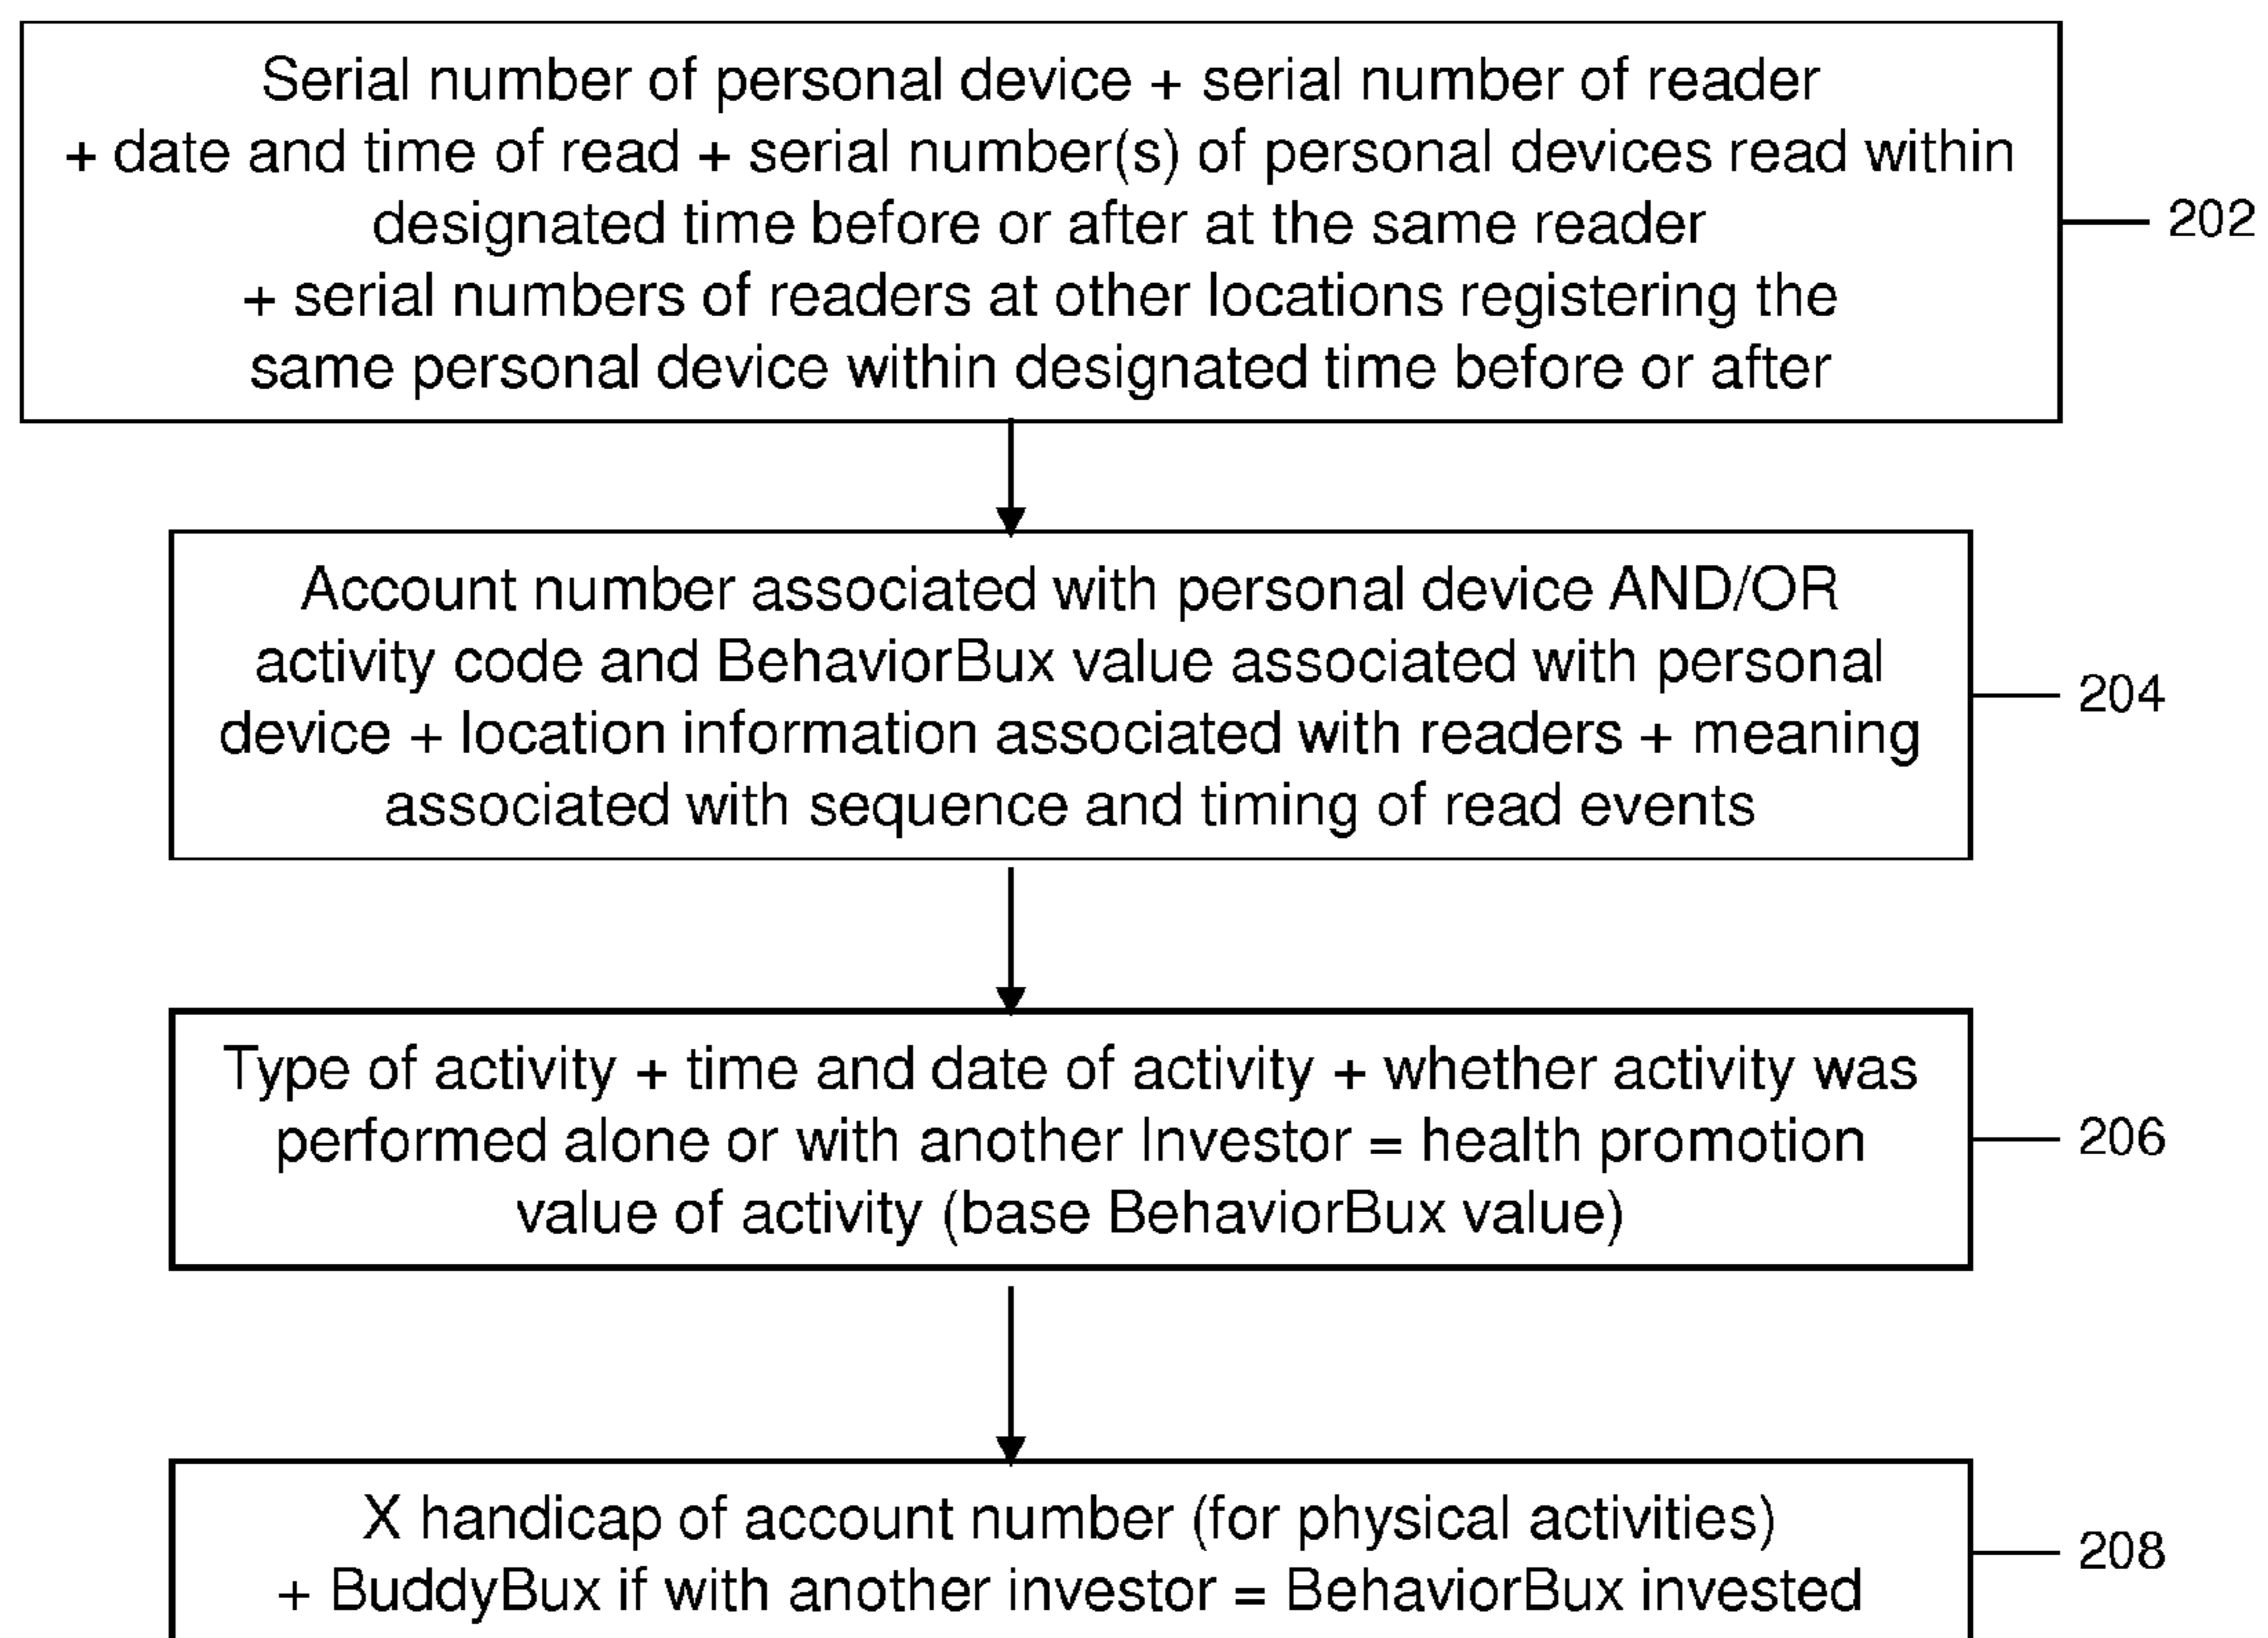 Serial number of personal device + serial number of reader
+ date and time of read + serial number(s) of personal devices read within
designated time before or after at the same reader
+ serial numbers of readers at other locations registering the
same personal device within designated time before or after
202
Account number associated with personal device AND/OR
activity code and BehaviorBux value associated with personal
device + location information associated with readers + meaning
associated with sequence and timing of read events
204
Type of activity + time and date of activity + whether activity was
performed alone or with another Investor = health promotion
value of activity (base BehaviorBux value)
206
X handicap of account number (for physical activities)
+ BuddyBux if with another investor = BehaviorBux invested
208